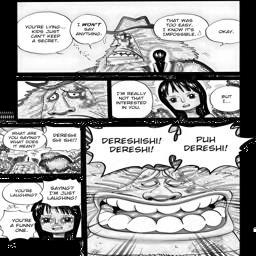 OKAY.
THAT WAS
TOO EASY.
I KNOW IT'S
IMPOSSIBLE..!
I WON'T
SAY
ANYTHING.
YOU'RE LYING...
KIDS JUST
CAN'T KEEP
A SECRET.
BUT
I...
I'M REALLY
NOT THAT
INTERESTED
IN YOU.
PUH
DERESHI!
DERESHISHI!
DERESHI!
DERESHI
SHI SHI!!
WHAT ARE
YOU SAYING?
WHAT DOES
IT MEAN?
SAYING?
I'M JUST
LAUGHING!
YOU'RE
LAUGHING?
YOU'RE
A FUNNY
ONE.